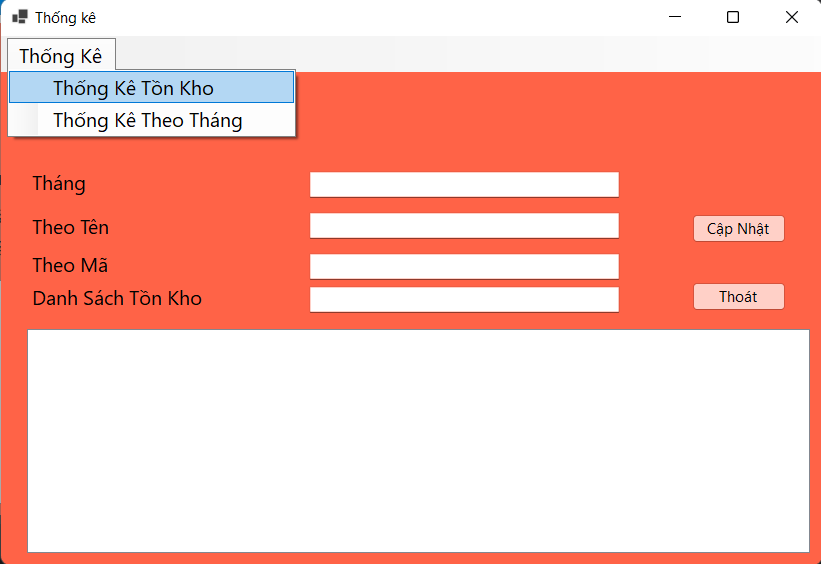 Thống kê
Thống Kê
Thống Kê Tồn Kho
Thống Kê Theo Tháng
Tháng
Theo Tên
Cập Nhật
Theo Mã
Danh Sách Tồn Kho
Thoát